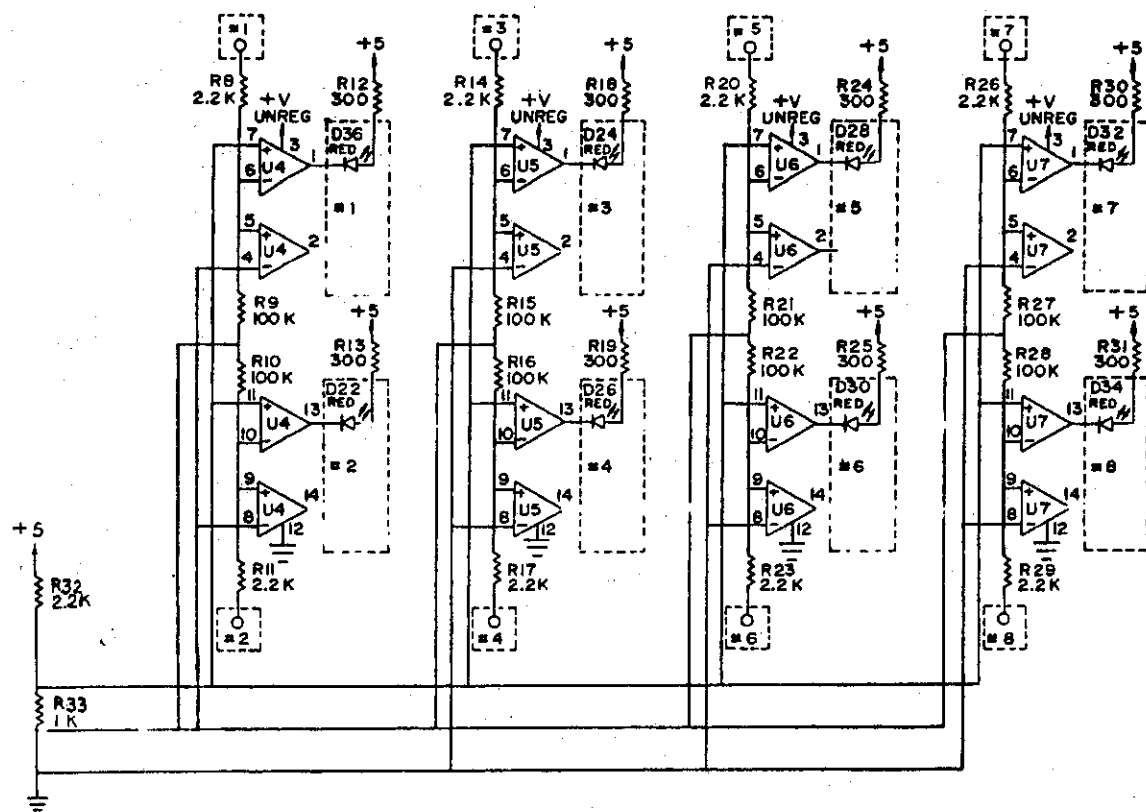 *1
+5
R8
2.2K
R12
300
+V
UNREG
7
3
+
U4
1
6
-
D36
RED
*1
5
+
U4
2
4
-
R9
100K
+5
R13
300
R10
100K
11
+
U4
13
10
-
D22
RED
*2
9
+
U4
14
8
-
12
R11
2.2K
*2
*3
+5
R14
2.2K
R18
300
+V
UNREG
7
3
+
U5
1
6
-
D24
RED
*3
5
+
U5
2
4
-
R15
100K
+5
R19
300
R16
100K
11
+
U5
13
10
-
D26
RED
*4
9
+
U5
14
8
-
12
R17
2.2K
*4
*5
+5
R20
2.2K
R24
300
+V
UNREG
7
3
+
U6
1
6
-
D28
RED
*5
5
+
U6
2
4
-
R21
100K
+5
R25
300
R22
100K
11
+
U6
13
10
-
D30
RED
*6
9
+
U6
14
8
-
12
R23
2.2K
*6
*7
+5
R26
2.2K
R30
300
+V
UNREG
7
3
+
U7
1
6
-
D32
RED
*7
5
+
U7
2
4
-
R27
100K
+5
R31
300
R28
100K
11
+
U7
13
10
-
D34
RED
*8
9
+
U7
14
8
-
12
R29
2.2K
*8
+5
R32
2.2K
R33
1K